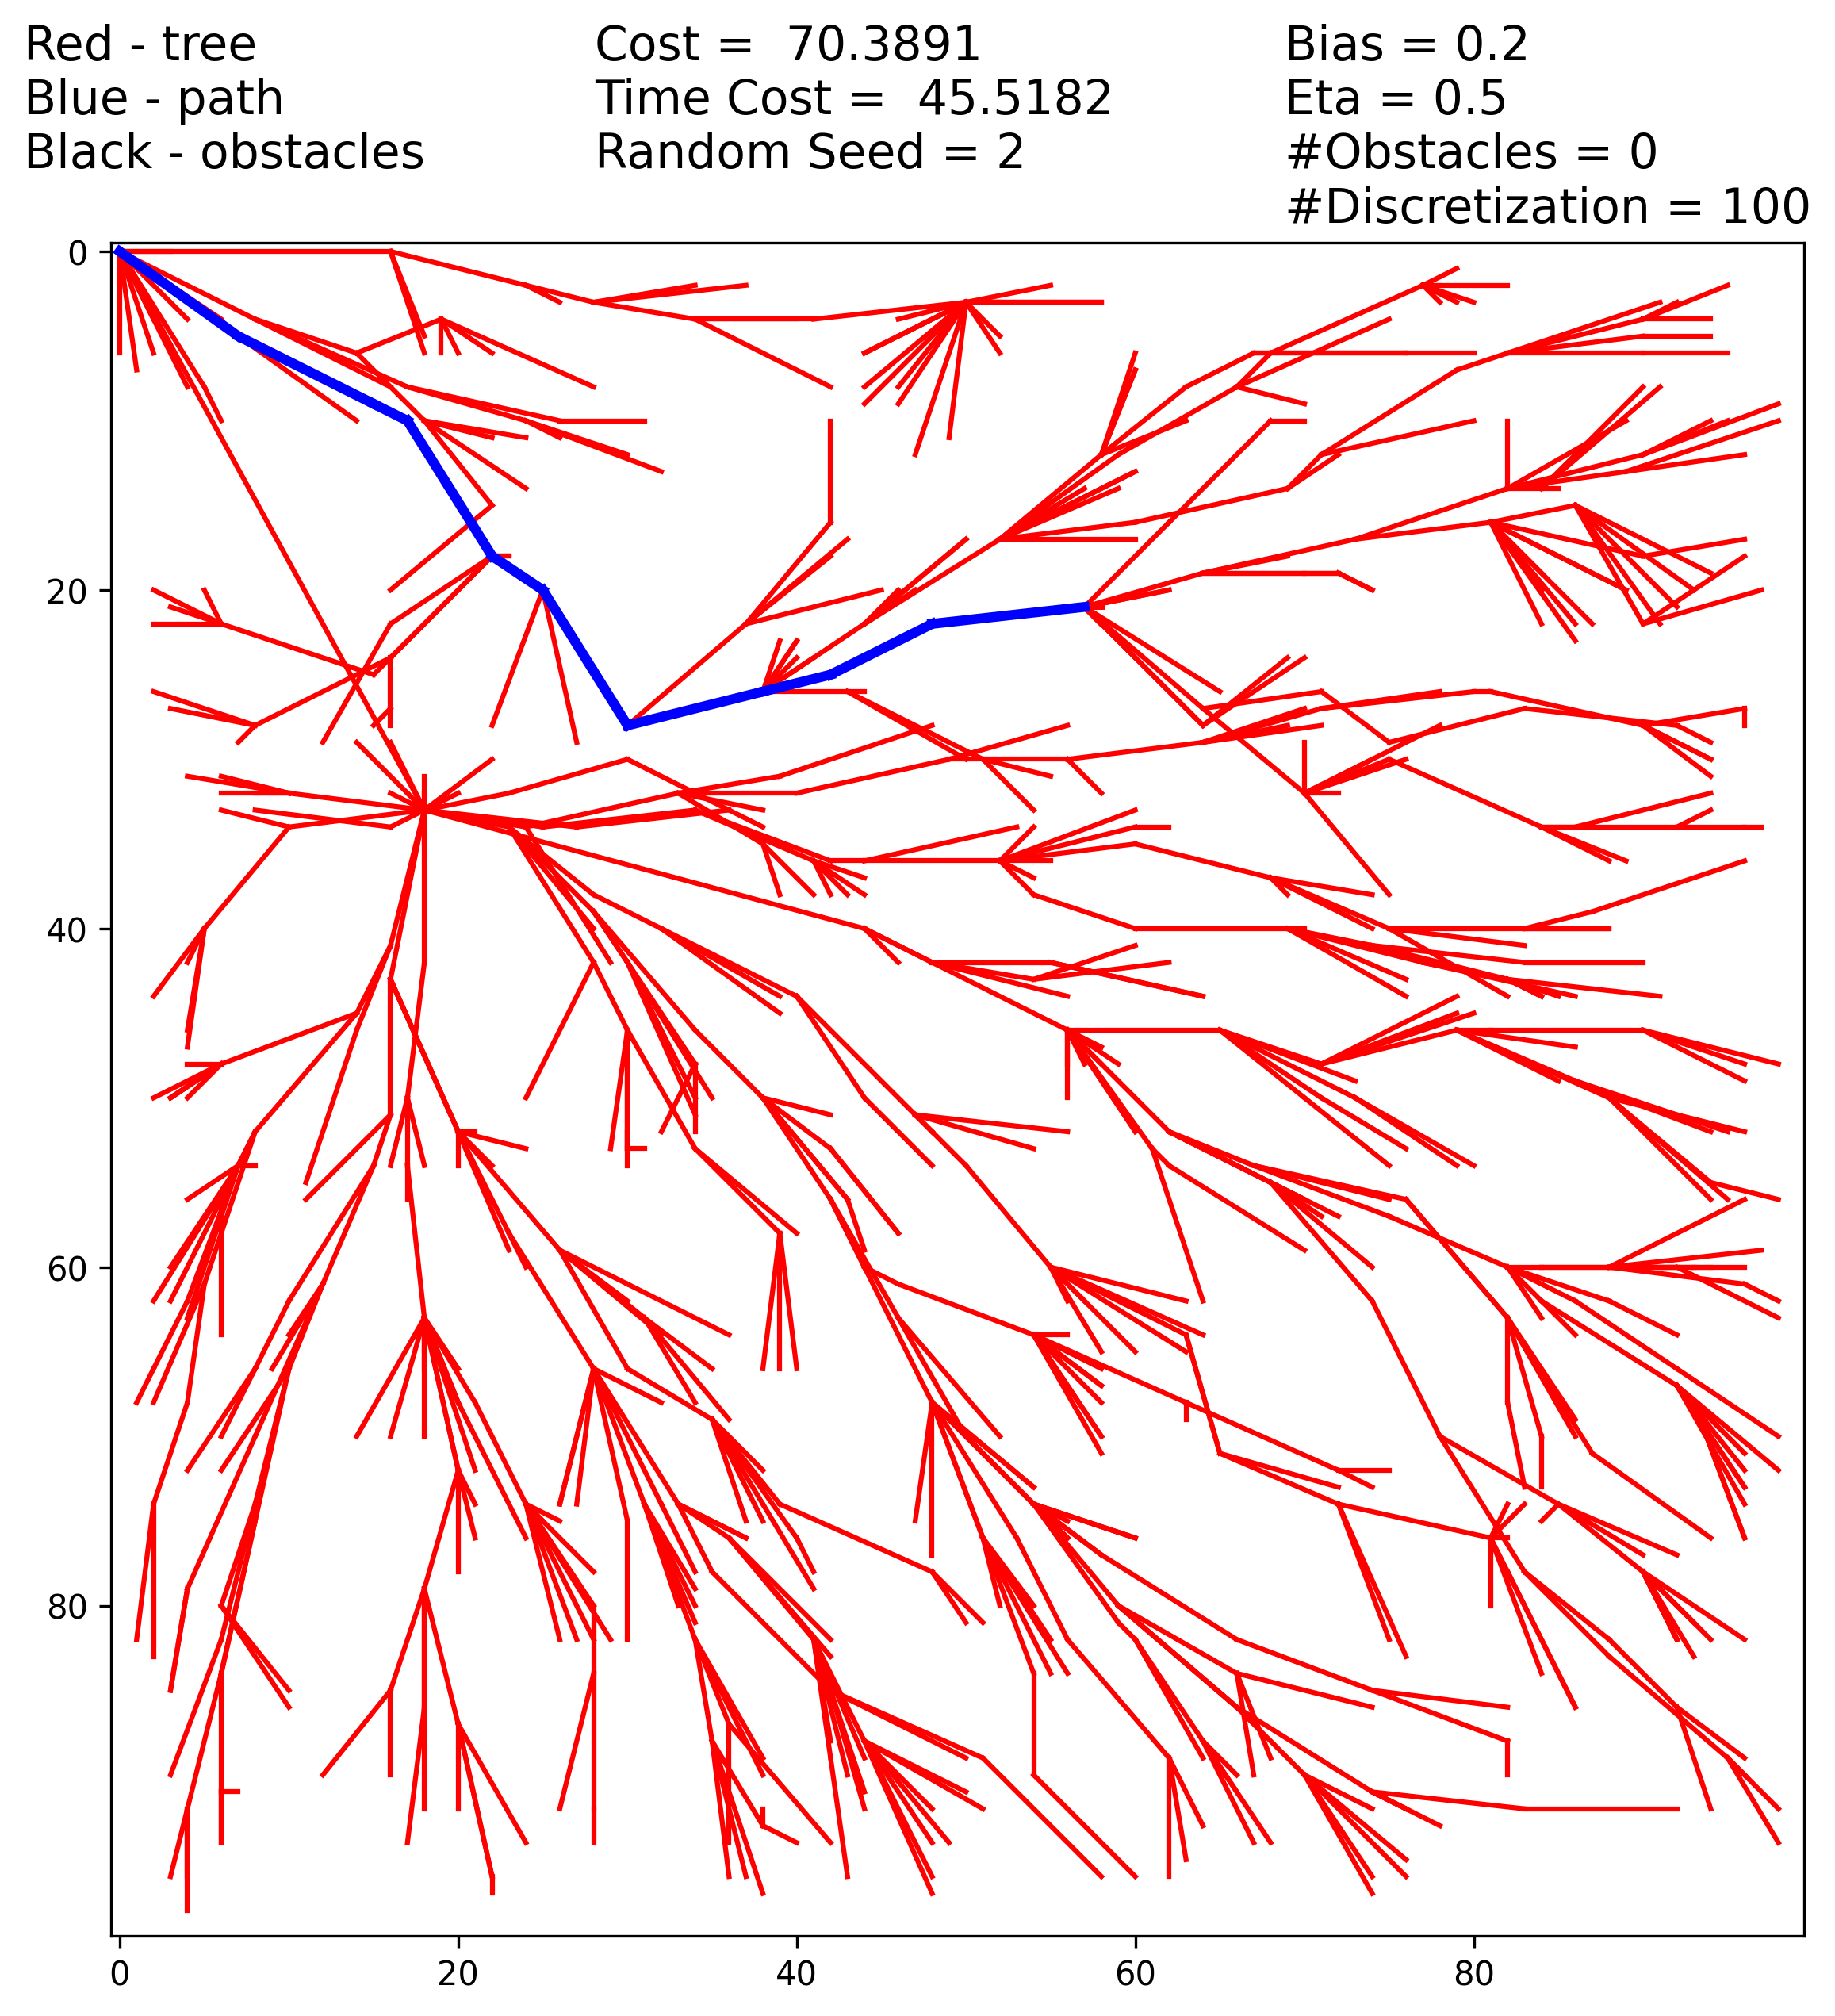 Red - tree
Blue - path
Black - obstacles
Cost =  70.3891
Time Cost =  45.5182
Random Seed = 2
Bias = 0.2
Eta = 0.5
#Obstacles = 0
#Discretization = 100
0
20
40
60
80
0
20
40
60
80